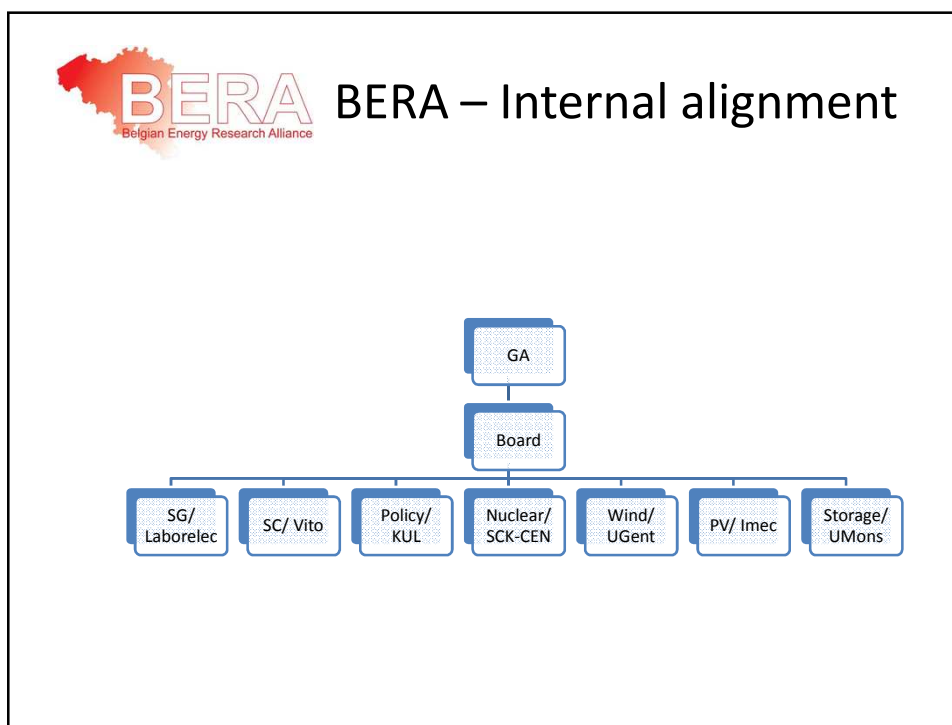 BERA
Belgian Energy Research Alliance
BERA – Internal alignment
GA
Board
SG/
Laborelec
SC/ Vito
Policy/
KUL
Nuclear/
SCK-CEN
Wind/
UGent
PV/ Imec
Storage/
UMons